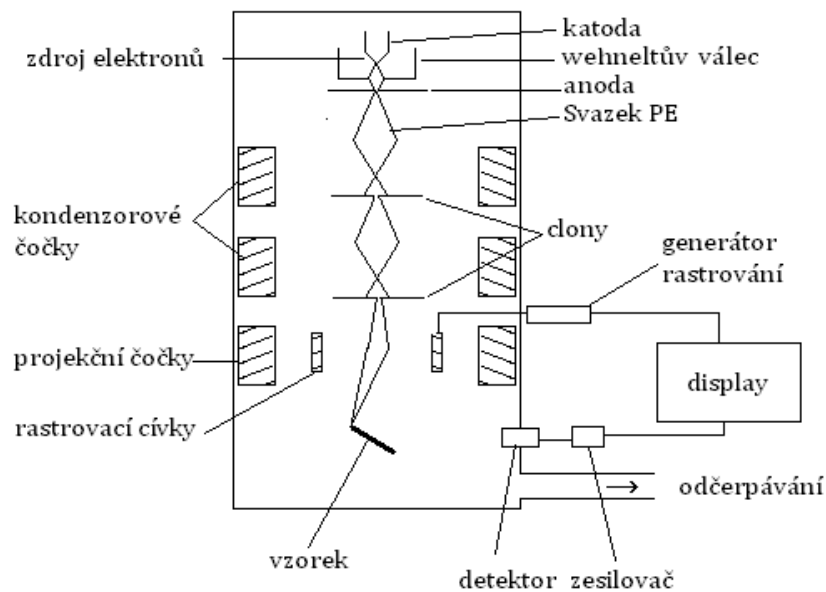 katoda
zdroj elektronů
wehneltův válec
anoda
Svazek PE
kondenzorové
čočky
clony
generátor
rastrování
projekční čočky
display
rastrovací cívky
odčerpávání
vzorek
detektor
zesilovač